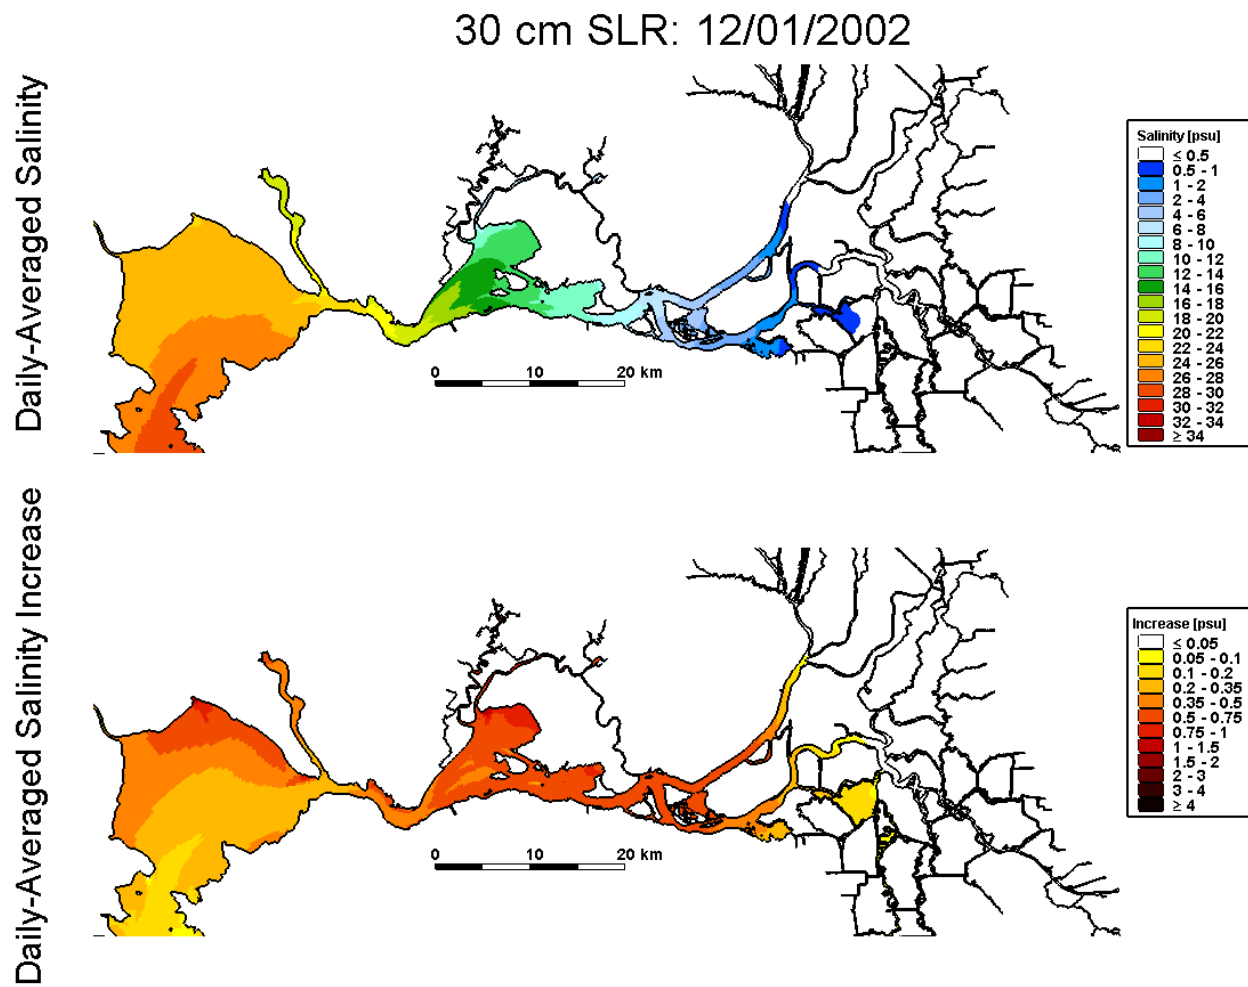 30 cm SLR: 12/01/2002
Daily-Averaged Salinity
Salinity [psu]
≤ 0.5
0.5 - 1
1 - 2
2 - 4
4 - 6
6 - 8
8 - 10
10 - 12
12 - 14
14 - 16
16 - 18
18 - 20
20 - 22
22 - 24
24 - 26
26 - 28
28 - 30
30 - 32
32 - 34
≥ 34
0 10 20 km
Daily-Averaged Salinity Increase
Increase [psu]
≤ 0.05
0.05 - 0.1
0.1 - 0.2
0.2 - 0.35
0.35 - 0.5
0.5 - 0.75
0.75 - 1
1 - 1.5
1.5 - 2
2 - 3
3 - 4
≥ 4
0 10 20 km